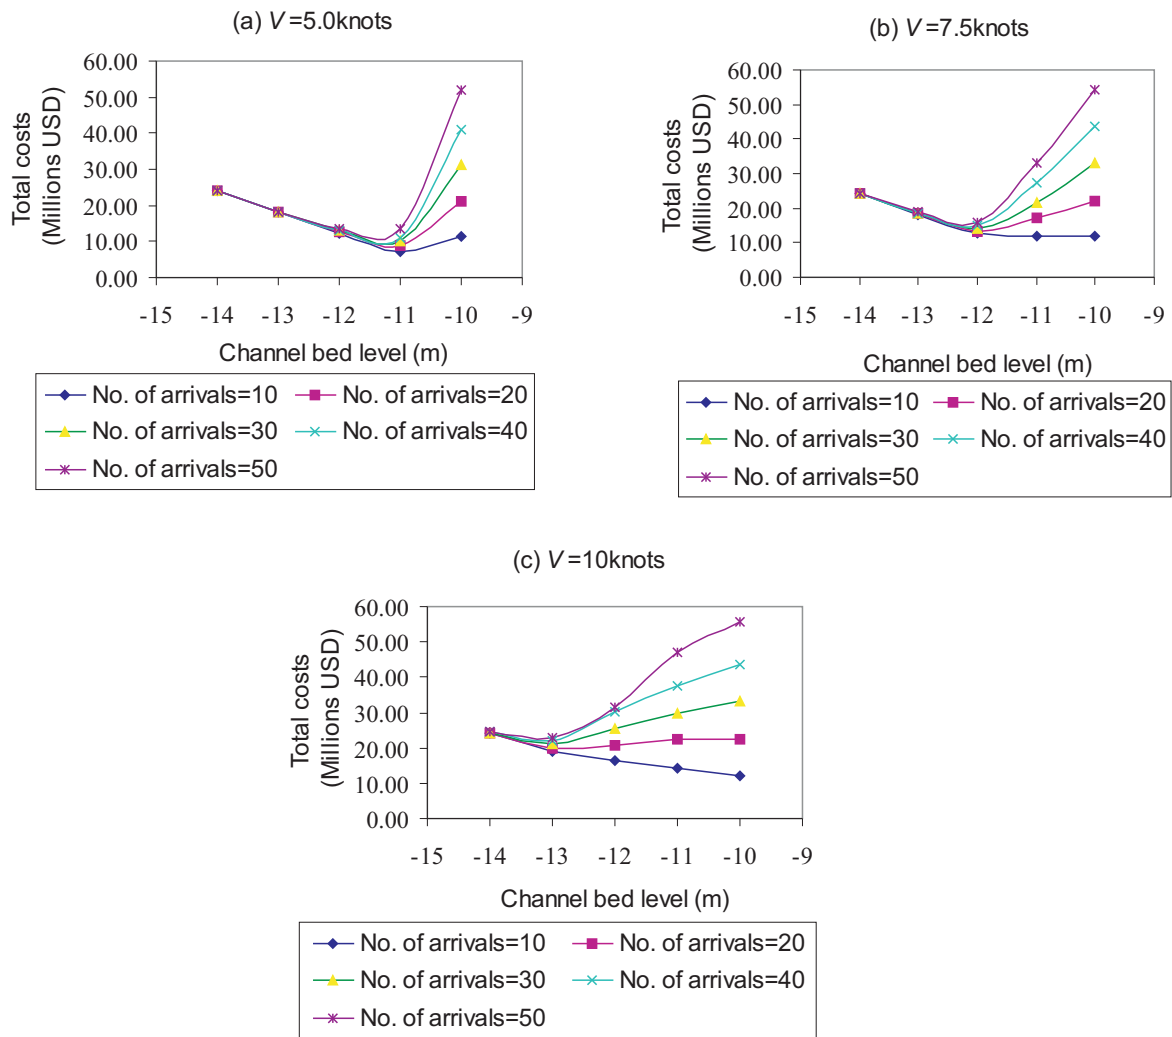 (a) V =5.0knots
Total costs
(Millions USD)
60.00
50.00
40.00
30.00
20.00
10.00
0.00
-15 -14 -13 -12 -11 -10 -9
Channel bed level (m)
No. of arrivals=10 No. of arrivals=20
No. of arrivals=30 No. of arrivals=40
No. of arrivals=50
(b) V =7.5knots
Total costs
(Millions USD)
60.00
50.00
40.00
30.00
20.00
10.00
0.00
-15 -14 -13 -12 -11 -10 -9
Channel bed level (m)
No. of arrivals=10 No. of arrivals=20
No. of arrivals=30 No. of arrivals=40
No. of arrivals=50
(c) V =10knots
Total costs
(Millions USD)
60.00
50.00
40.00
30.00
20.00
10.00
0.00
-15 -14 -13 -12 -11 -10 -9
Channel bed level (m)
No. of arrivals=10 No. of arrivals=20
No. of arrivals=30 No. of arrivals=40
No. of arrivals=50